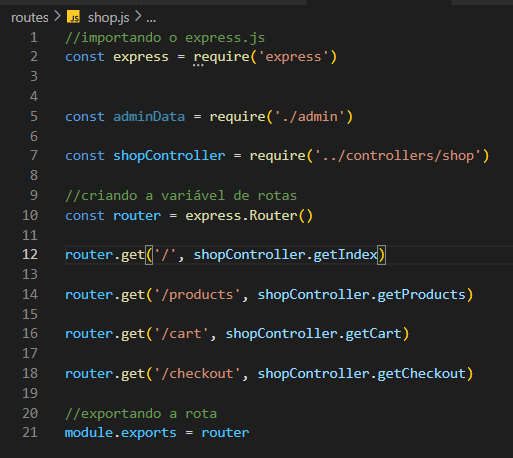 routes > JS shop.js > ...
1 //importando o express.js
2 const express = require('express')
3
4
5 const adminData = require('./admin')
6
7 const shopController = require('../controllers/shop')
8
9 //criando a variável de rotas
10 const router = express.Router()
11
12 router.get('/', shopController.getIndex)
13
14 router.get('/products', shopController.getProducts)
15
16 router.get('/cart', shopController.getCart)
17
18 router.get('/checkout', shopController.getCheckout)
19
20 //exportando a rota
21 module.exports = router